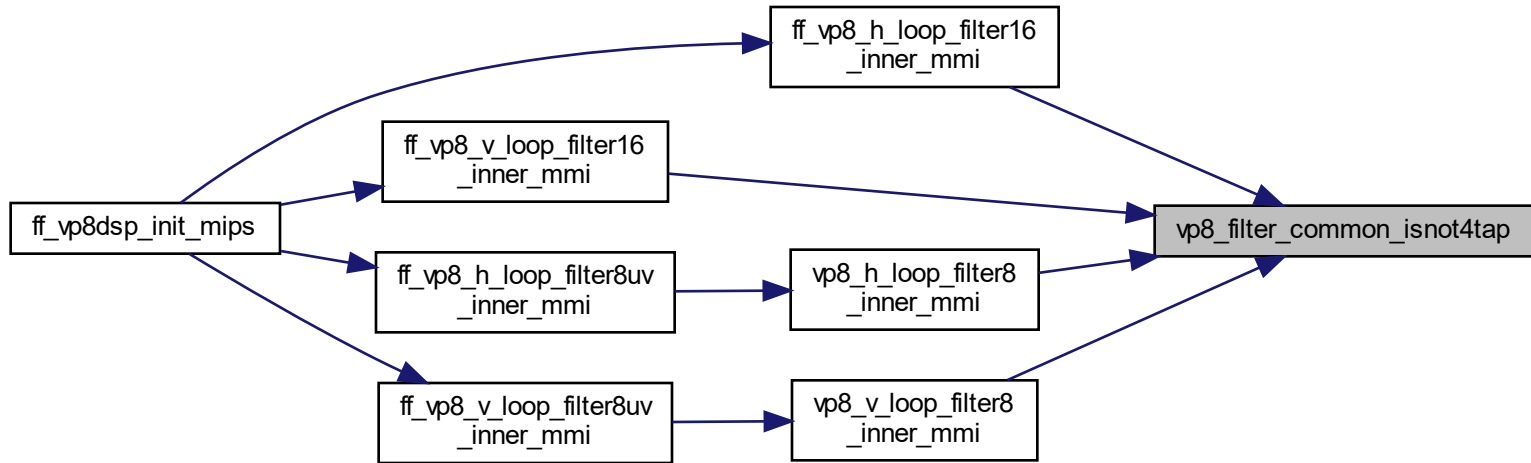 ff_vp8_h_loop_filter16
_inner_mmi
ff_vp8_v_loop_filter16
_inner_mmi
ff_vp8dsp_init_mips
vp8_filter_common_isnot4tap
ff_vp8_h_loop_filter8uv
_inner_mmi
vp8_h_loop_filter8
_inner_mmi
ff_vp8_v_loop_filter8uv
_inner_mmi
vp8_v_loop_filter8
_inner_mmi